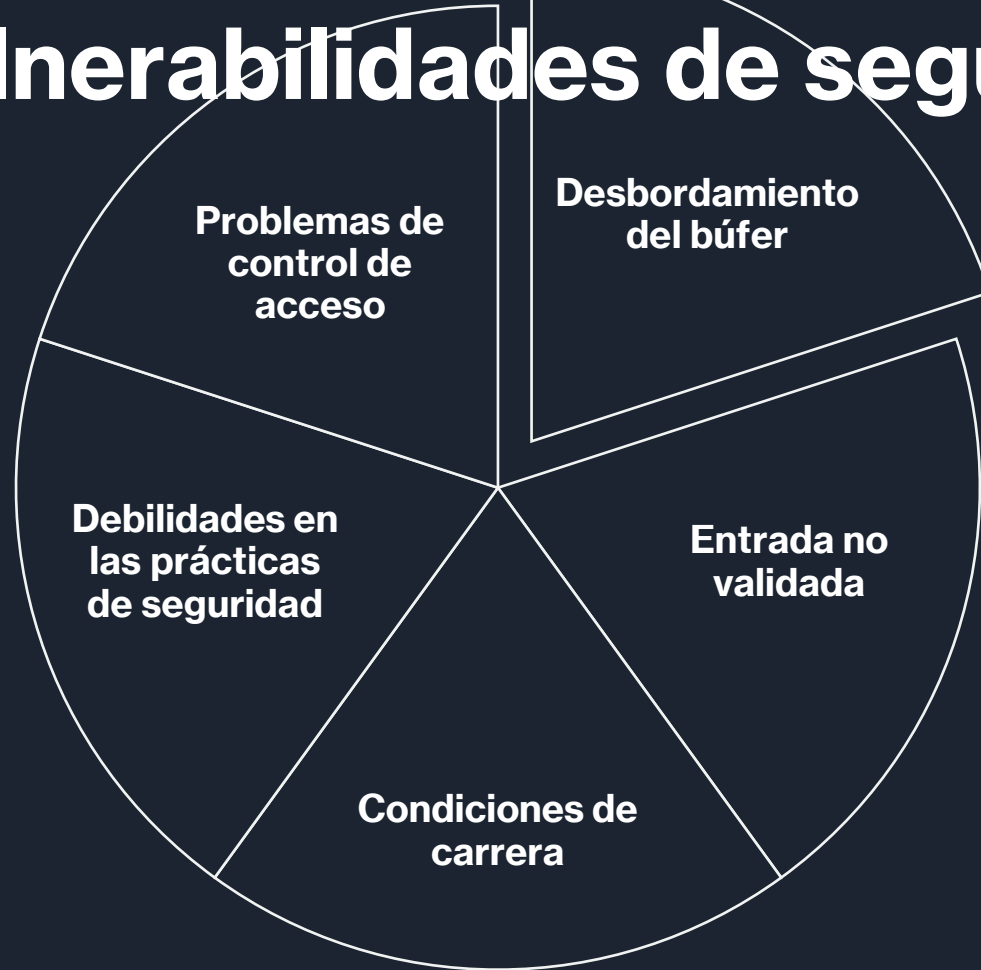 lnerabilidades de segu
Desbordamiento
del búfer
Problemas de
control de
acceso
Debilidades en
las prácticas
de seguridad
Entrada no
validada
Condiciones de
carrera